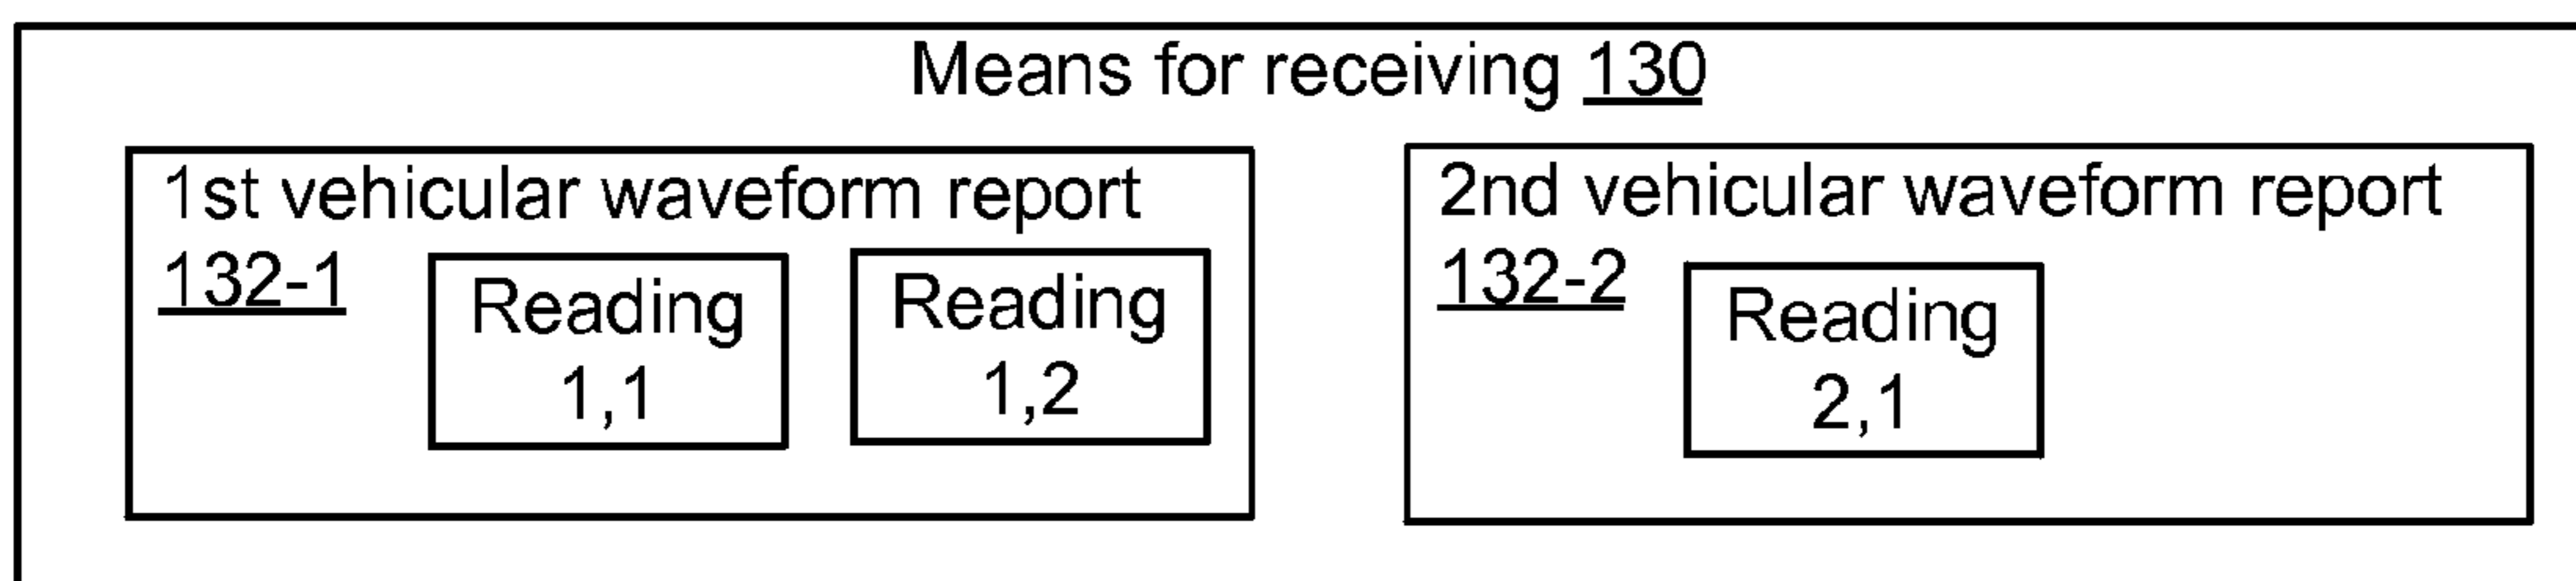 Means for receiving 130
1st vehicular waveform report
132-1
Reading
1,1
Reading
1,2
2nd vehicular waveform report
132-2
Reading
2,1